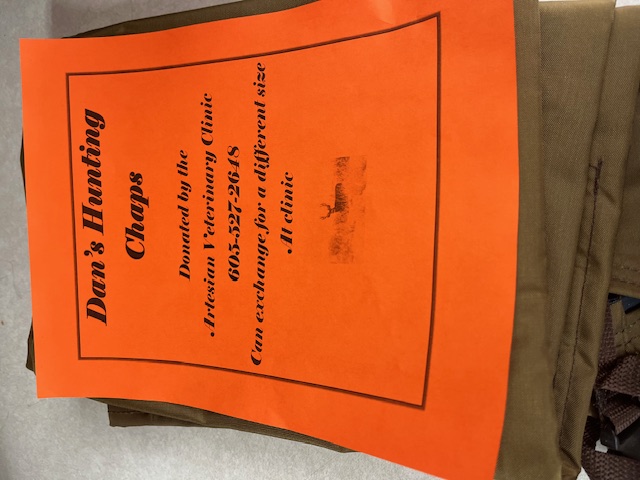 Dan's Hunting
Chaps
Donated by the
Artesian Veterinary Clinic
605-527-2648
Can exchange for a different size
At clinic